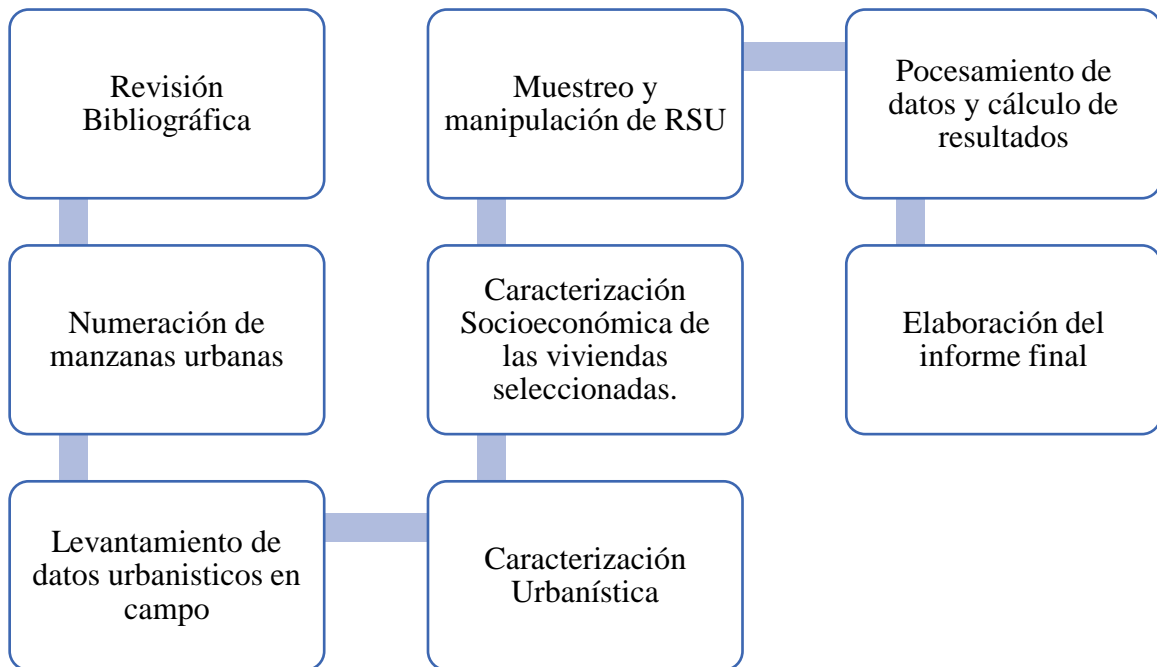 Revisión
Bibliográfica
Numeración de
manzanas urbanas
Levantamiento de
datos urbanisticos en
campo
Caracterización
Urbanística
Caracterización
Socioeconómica de
las viviendas
seleccionadas.
Muestreo y
manipulación de RSU
Pocesamiento de
datos y cálculo de
resultados
Elaboración del
informe final